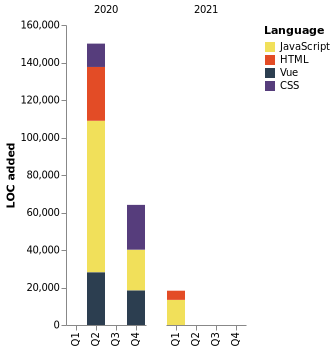 2020 2021
Language
JavaScript
HTML
Vue
CSS
LOC added
160,000
140,000
120,000
100,000
80,000
60,000
40,000
20,000
0
Q1 Q2 Q3 Q4 Q1 Q2 Q3 Q4